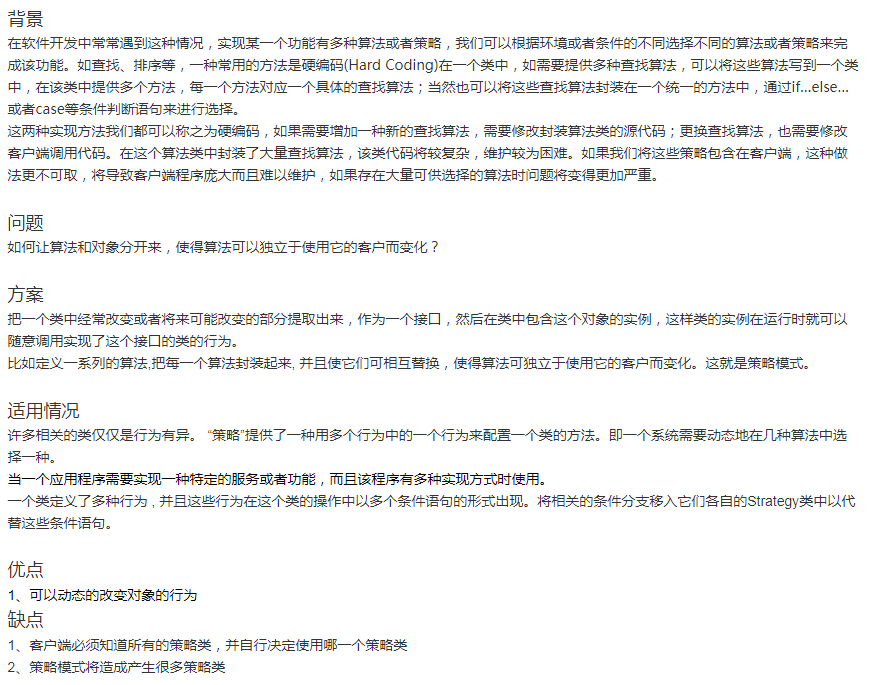 背景
在软件开发中常常遇到这种情况，实现某一个功能有多种算法或者策略，我们可以根据环境或者条件的不同选择不同的算法或者策略来完
成该功能。如查找、排序等，一种常用的方法是硬编码(Hard Coding)在一个类中，如需要提供多种查找算法，可以将这些算法写到一个类
中，在该类中提供多个方法，每一个方法对应一个具体的查找算法；当然也可以将这些查找算法封装在一个统一的方法中，通过if...else...
或者case等条件判断语句来进行选择。
这两种实现方法我们都可以称之为硬编码，如果需要增加一种新的查找算法，需要修改封装算法类的源代码；更换查找算法，也需要修改
客户端调用代码。在这个算法类中封装了大量查找算法，该类代码将较复杂，维护较为困难。如果我们将这些策略包含在客户端，这种做
法更不可取，将导致客户端程序庞大而且难以维护，如果存在大量可供选择的算法时问题将变得更加严重。
问题
如何让算法和对象分开来，使得算法可以独立于使用它的客户而变化？
方案
把一个类中经常改变或者将来可能改变的部分提取出来，作为一个接口，然后在类中包含这个对象的实例，这样类的实例在运行时就可以
随意调用实现了这个接口的类的行为。
比如定义一系列的算法,把每一个算法封装起来, 并且使它们可相互替换，使得算法可独立于使用它的客户而变化。这就是策略模式。
适用情况
许多相关的类仅仅是行为有异。 “策略”提供了一种用多个行为中的一个行为来配置一个类的方法。即一个系统需要动态地在几种算法中选
择一种。
当一个应用程序需要实现一种特定的服务或者功能，而且该程序有多种实现方式时使用。
一个类定义了多种行为 , 并且这些行为在这个类的操作中以多个条件语句的形式出现。将相关的条件分支移入它们各自的Strategy类中以代
替这些条件语句。
优点
1、可以动态的改变对象的行为
缺点
1、客户端必须知道所有的策略类，并自行决定使用哪一个策略类
2、策略模式将造成产生很多策略类